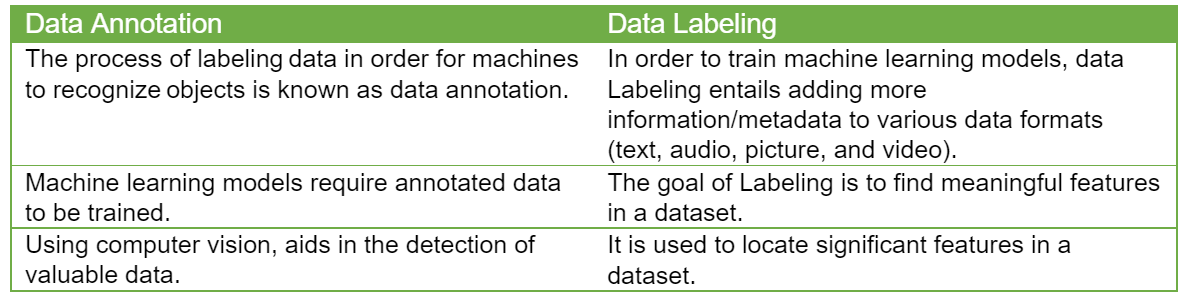 Data Annotation
Data Labeling
The process of labeling data in order for machines
to recognize objects is known as data annotation.
In order to train machine learning models, data
Labeling entails adding more
information/metadata to various data formats
(text, audio, picture, and video).
Machine learning models require annotated data
to be trained.
The goal of Labeling is to find meaningful features
in a dataset.
Using computer vision, aids in the detection of
valuable data.
It is used to locate significant features in a
dataset.